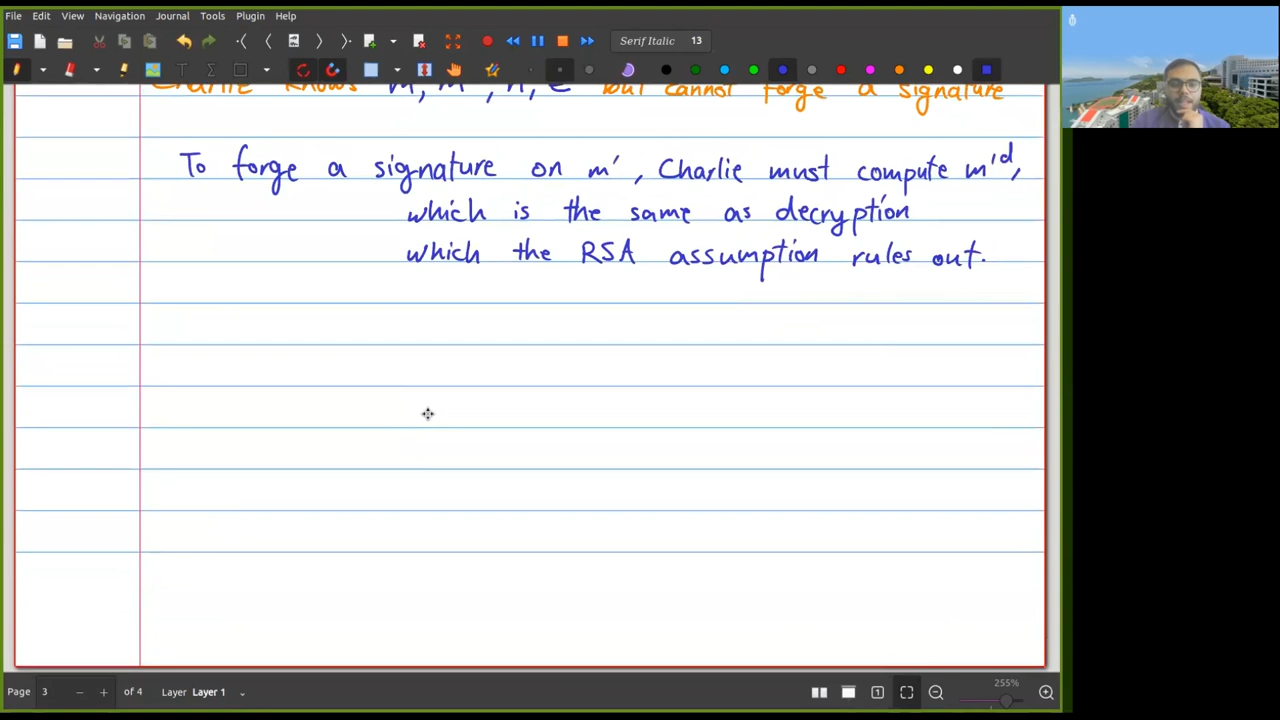 File Edit View Navigation Journal Tools Plugin Help
Serif Italic 13
Charlie knows m, m , n, e but cannot forge a signature
To forge a signature on m', Charlie must compute m'ᵈ,
which is the same as decryption
which the RSA assumption rules out.
Page 3 of 4 Layer Layer 1 255%